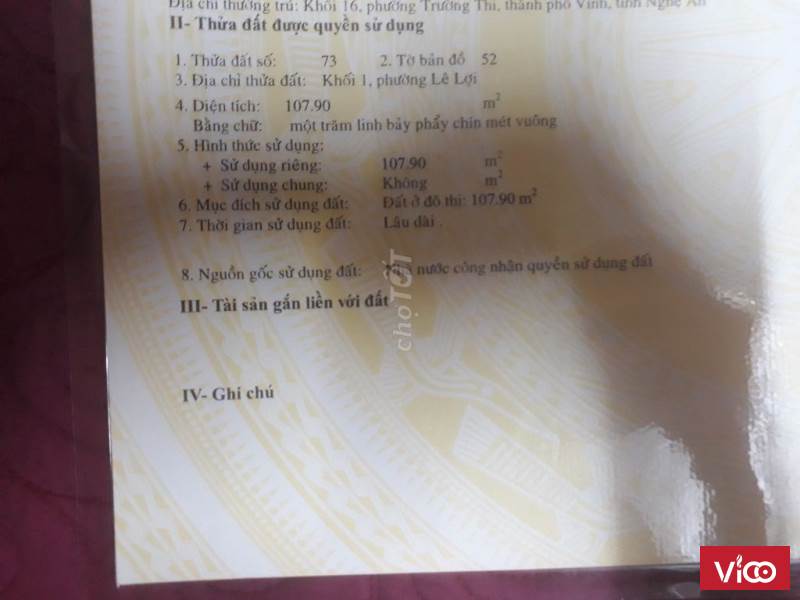 Địa chỉ thường trú: Khối 16, phường Trường Thi, thành phố Vinh, tỉnh Nghệ An
II- Thửa đất được quyền sử dụng
1. Thửa đất số: 73 2. Tờ bản đồ 52
3. Địa chỉ thửa đất: Khối 1, phường Lê Lợi
4. Diện tích: 107.90 m²
Bằng chữ: một trăm linh bảy phẩy chín mét vuông
5. Hình thức sử dụng:
+ Sử dụng riêng: 107.90 m²
+ Sử dụng chung: Không m²
6. Mục đích sử dụng đất: Đất ở đô thị: 107.90 m²
7. Thời gian sử dụng đất: Lâu dài .
8. Nguồn gốc sử dụng đất: Nhà nước công nhận quyền sử dụng đất
III- Tài sản gắn liền với đất
IV- Ghi chú
chợTỐT
Vicoo